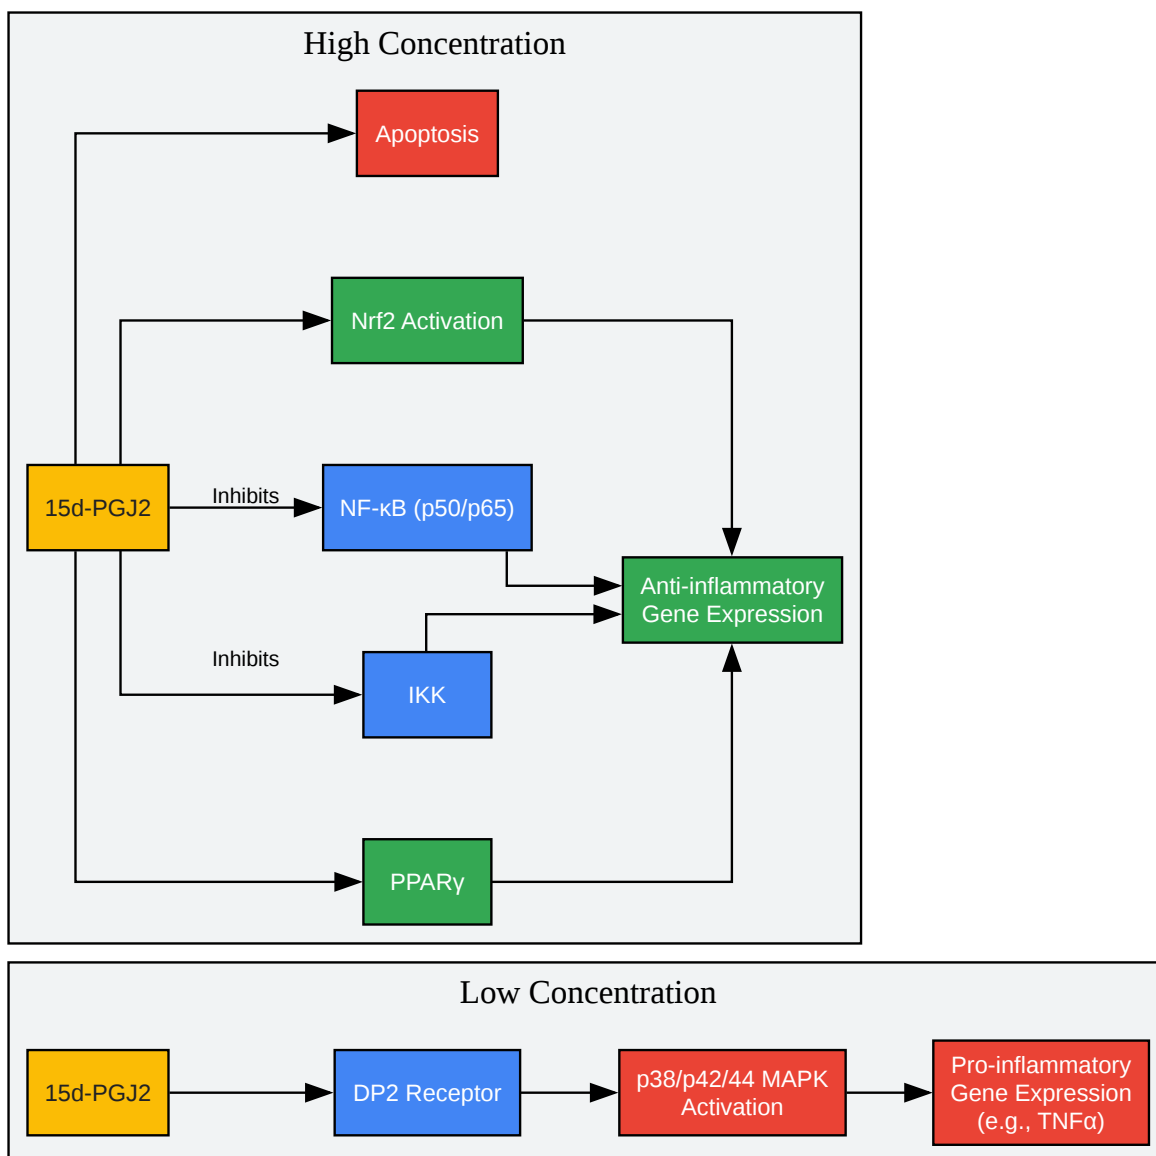 High Concentration
Apoptosis
Nrf2 Activation
15d-PGJ2
Inhibits
NF-κB (p50/p65)
Anti-inflammatory
Gene Expression
Inhibits
IKK
PPARγ
Low Concentration
15d-PGJ2
DP2 Receptor
p38/p42/44 MAPK
Activation
Pro-inflammatory
Gene Expression
(e.g., TNFα)